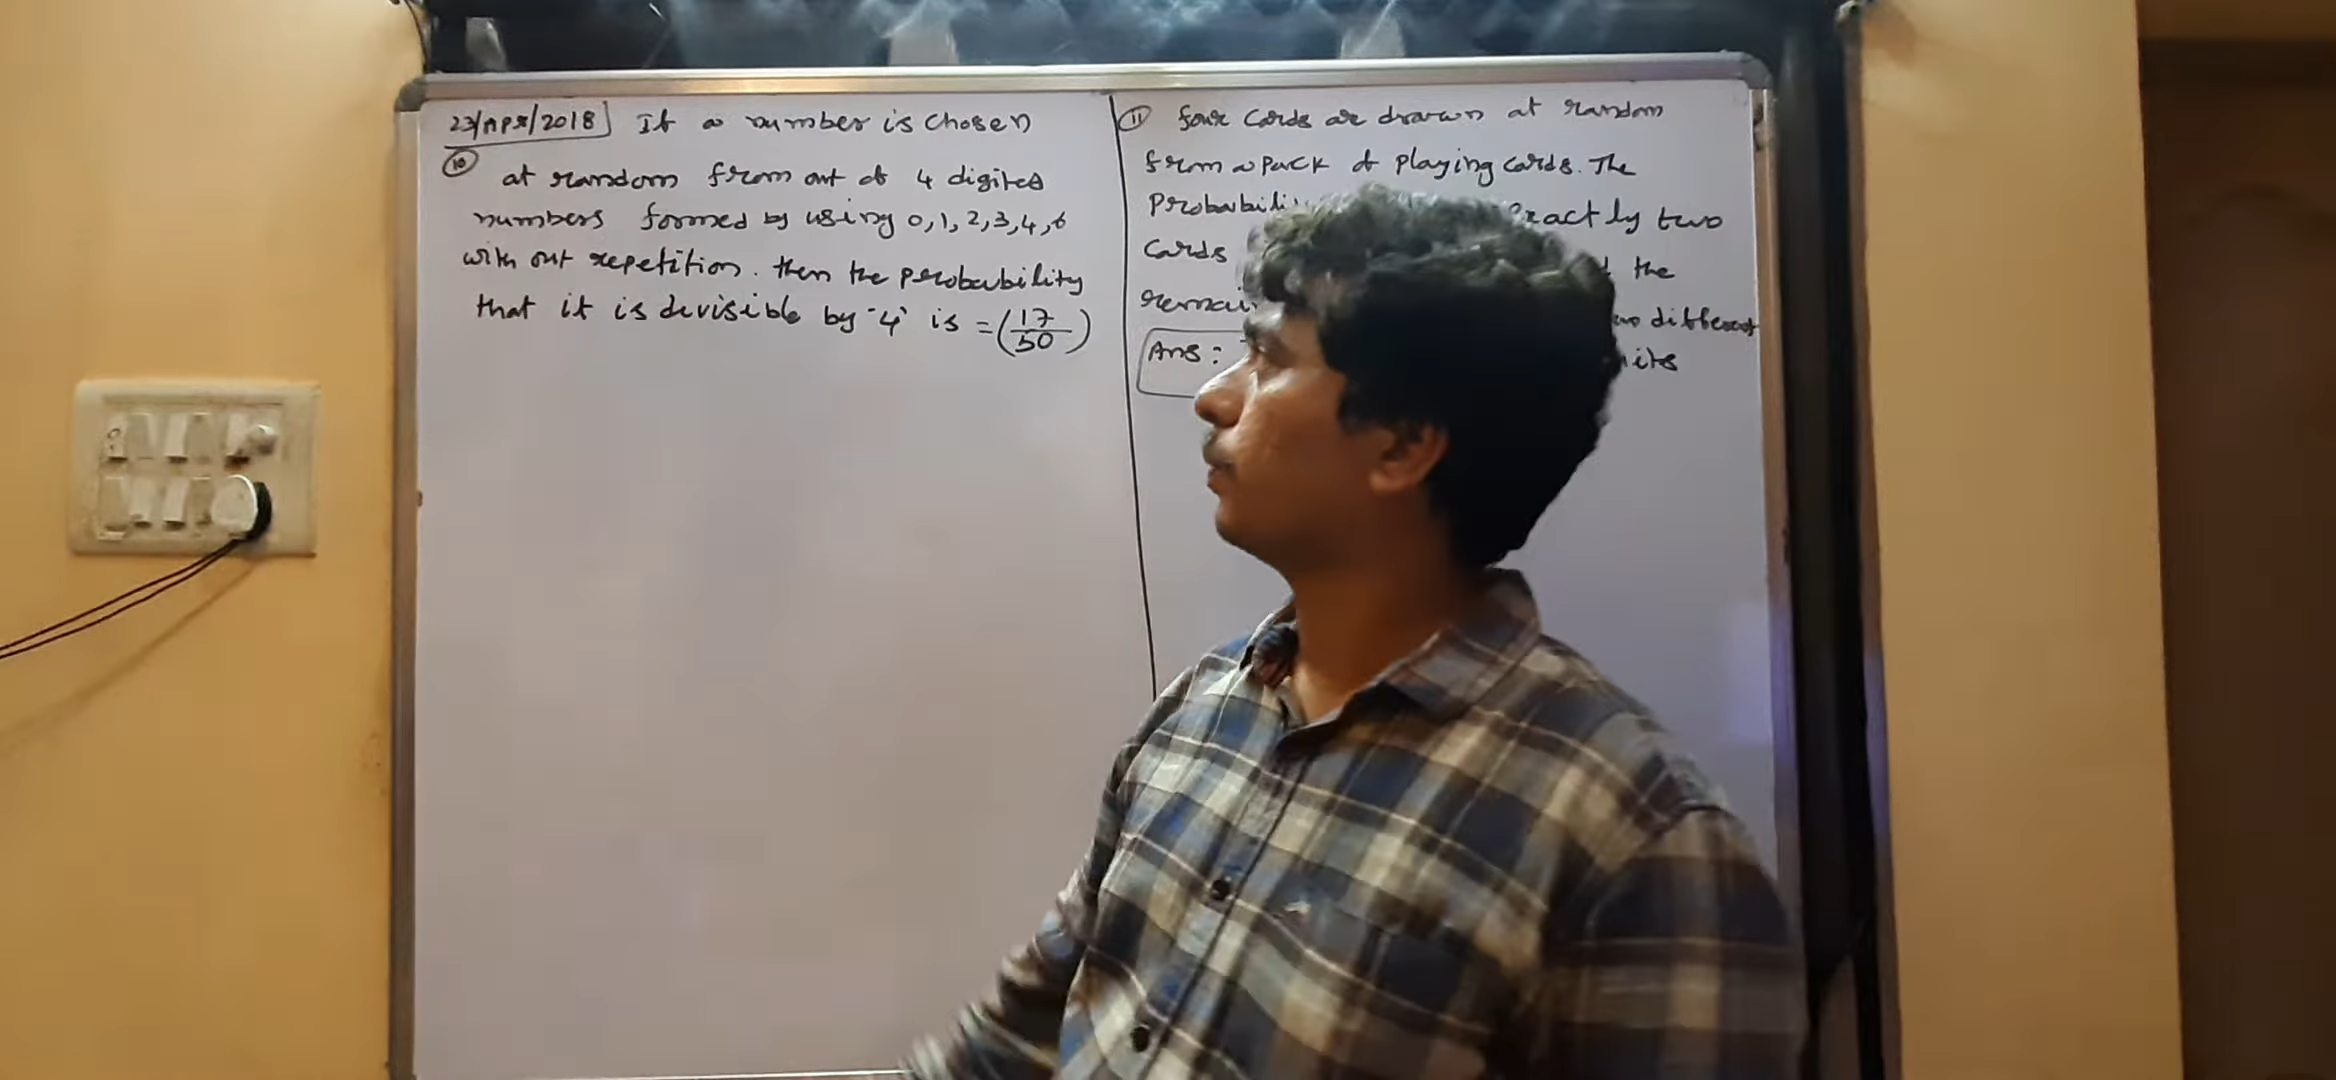 23/Apr/2018 If a number is chosen
10 at random from out of 4 digited
numbers formed by using 0,1,2,3,4,6
with out repetition. then the probability
that it is divisible by '4' is = (17/50)
11 four cards are drawn at random
from a pack of playing cards. The
Probabili exactly two
Cards the
remai different
Ans: